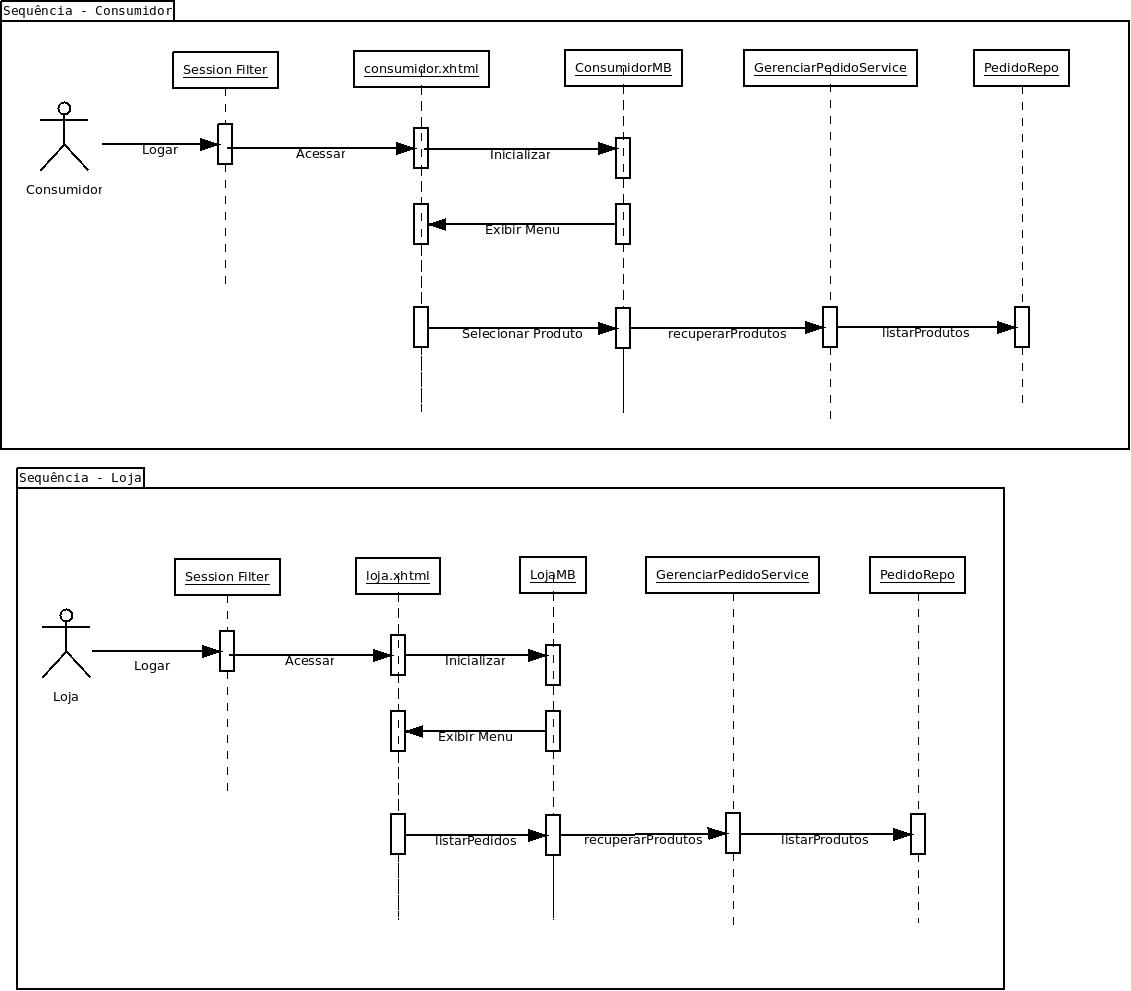 Sequência - Consumidor
Session Filter
consumidor.xhtml
ConsumidorMB
GerenciarPedidoService
PedidoRepo
Logar
Acessar
Inicializar
Consumidor
Exibir Menu
Selecionar Produto
recuperarProdutos
listarProdutos
Sequência - Loja
Session Filter
loja.xhtml
LojaMB
GerenciarPedidoService
PedidoRepo
Logar
Acessar
Inicializar
Loja
Exibir Menu
listarPedidos
recuperarProdutos
listarProdutos